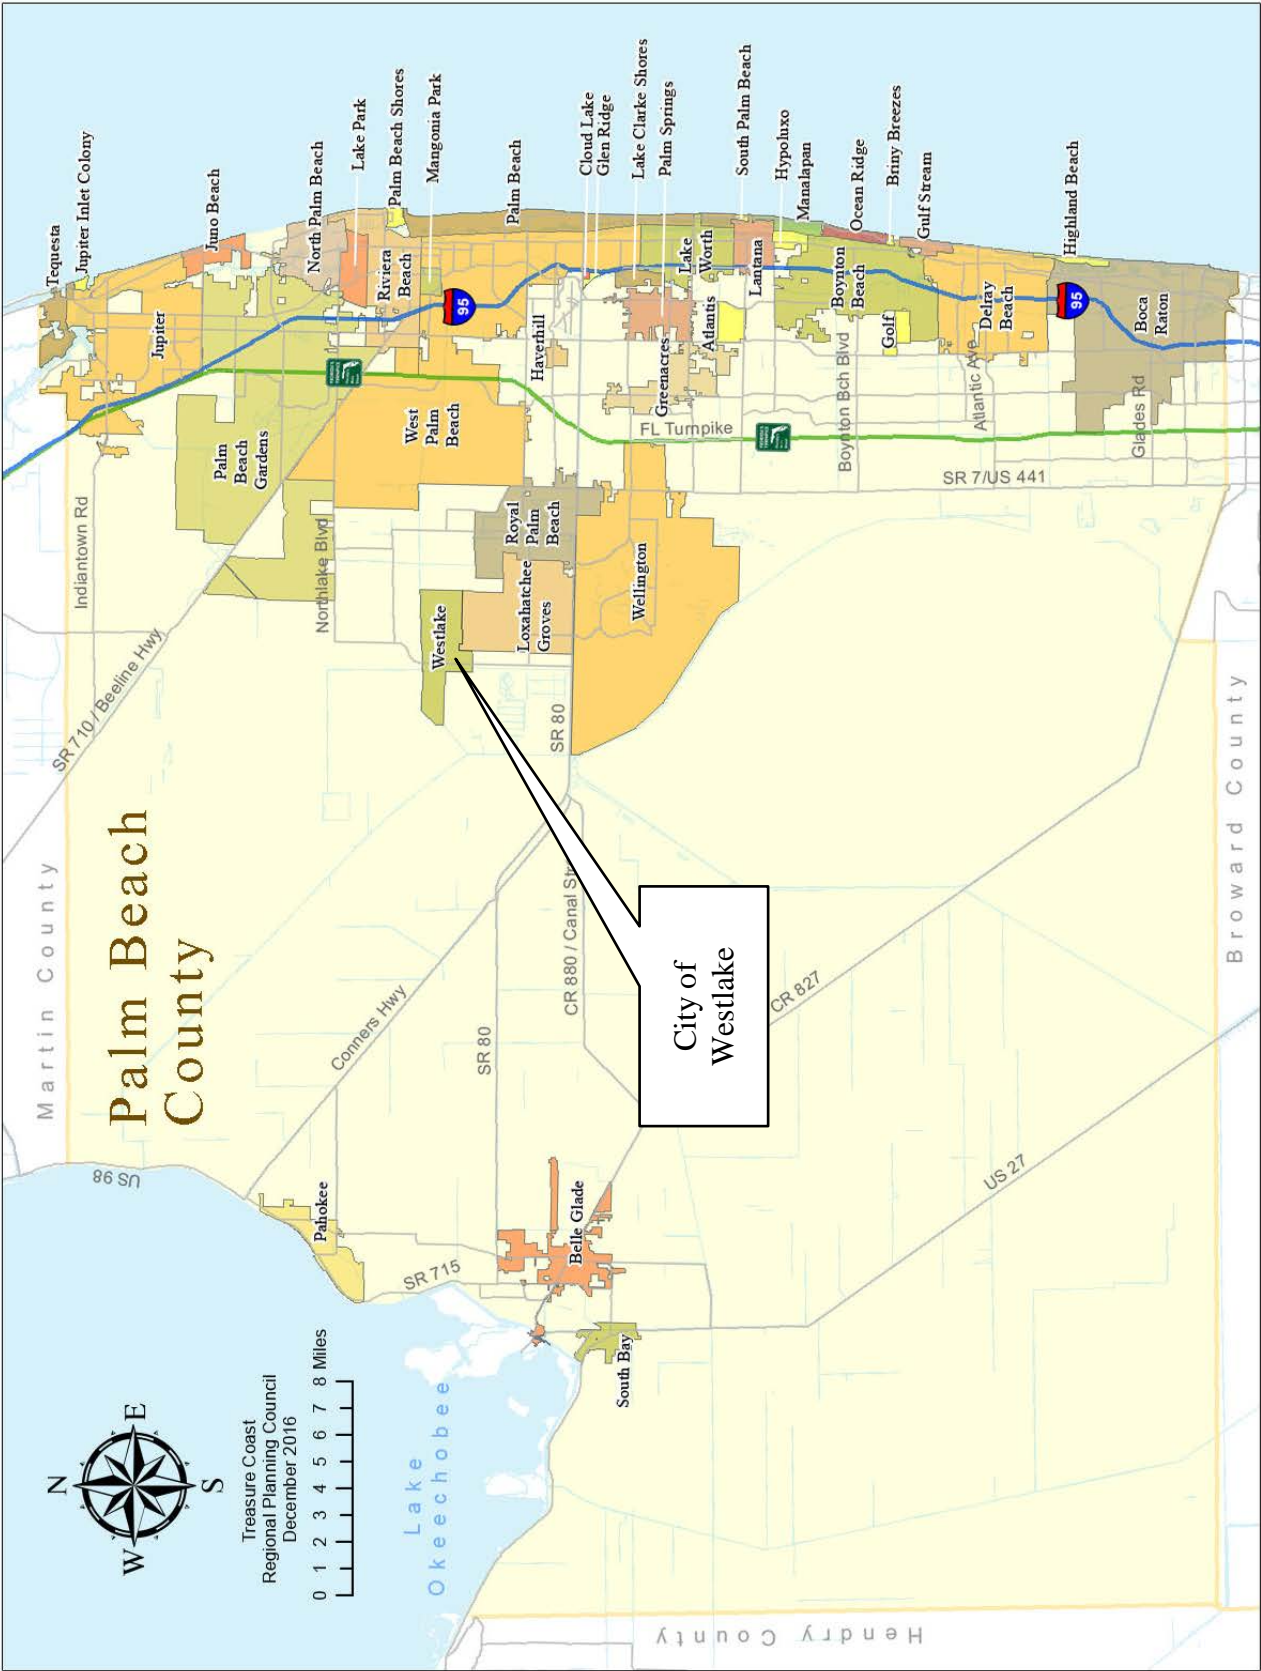 Palm Beach
County
Martin County
Broward County
Hendry County
Lake
Okeechobee
N
W
E
S
Treasure Coast
Regional Planning Council
December 2016
0 1 2 3 4 5 6 7 8 Miles
City of
Westlake
Tequesta
Jupiter Inlet Colony
Jupiter
Juno Beach
North Palm Beach
Lake Park
Palm Beach Shores
Riviera
Beach
Mangonia Park
Palm Beach
Palm
Beach
Gardens
West
Palm
Beach
Haverhill
Cloud Lake
Glen Ridge
Lake Clarke Shores
Palm Springs
Greenacres
Lake
Worth
Atlantis
South Palm Beach
Lantana
Hypoluxo
Manalapan
Ocean Ridge
Boynton
Beach
Briny Breezes
Gulf Stream
Golf
Delray
Beach
Highland Beach
Boca
Raton
Royal
Palm
Beach
Loxahatchee
Groves
Westlake
Wellington
Pahokee
Belle Glade
South Bay
Indiantown Rd
SR 710 / Beeline Hwy
Northlake Blvd
95
95
FL Turnpike
SR 7/US 441
Boynton Bch Blvd
Atlantic Ave
Glades Rd
SR 80
SR 80
CR 880 / Canal Str
Conners Hwy
CR 827
US 27
US 98
SR 715